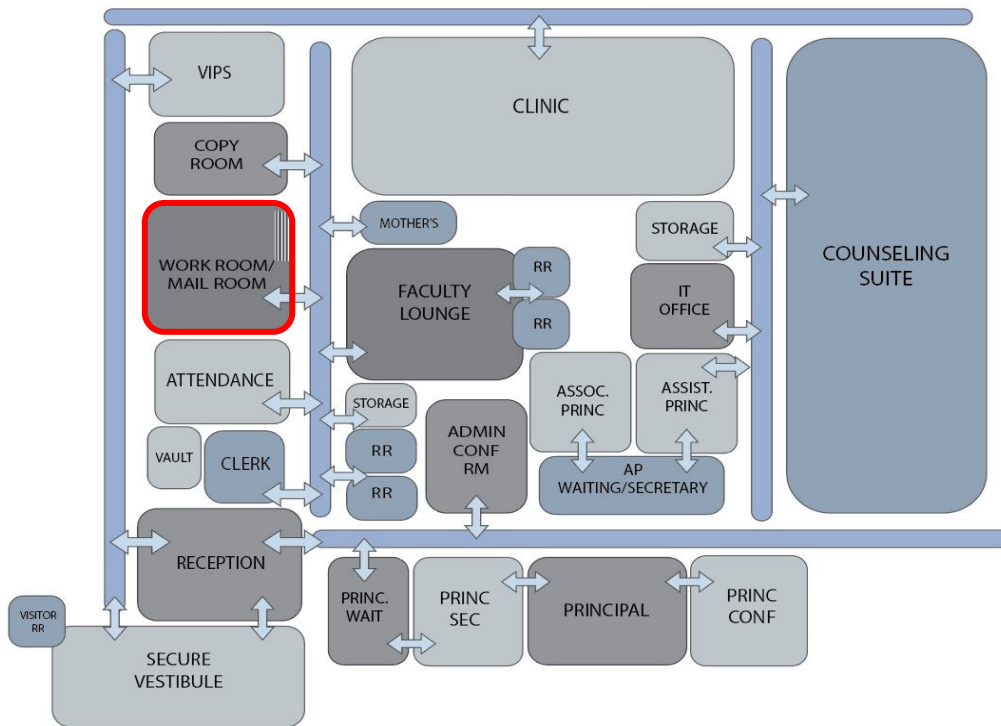 VIPS
CLINIC
COPY
ROOM
MOTHER'S
STORAGE
WORK ROOM/
MAIL ROOM
COUNSELING
SUITE
FACULTY
LOUNGE
RR
RR
IT
OFFICE
ATTENDANCE
STORAGE
ASSOC.
PRINC
ASSIST.
PRINC
VAULT
CLERK
RR
RR
ADMIN
CONF
RM
AP
WAITING/SECRETARY
RECEPTION
PRINC.
WAIT
PRINC
SEC
PRINCIPAL
PRINC
CONF
VISITOR
RR
SECURE
VESTIBULE